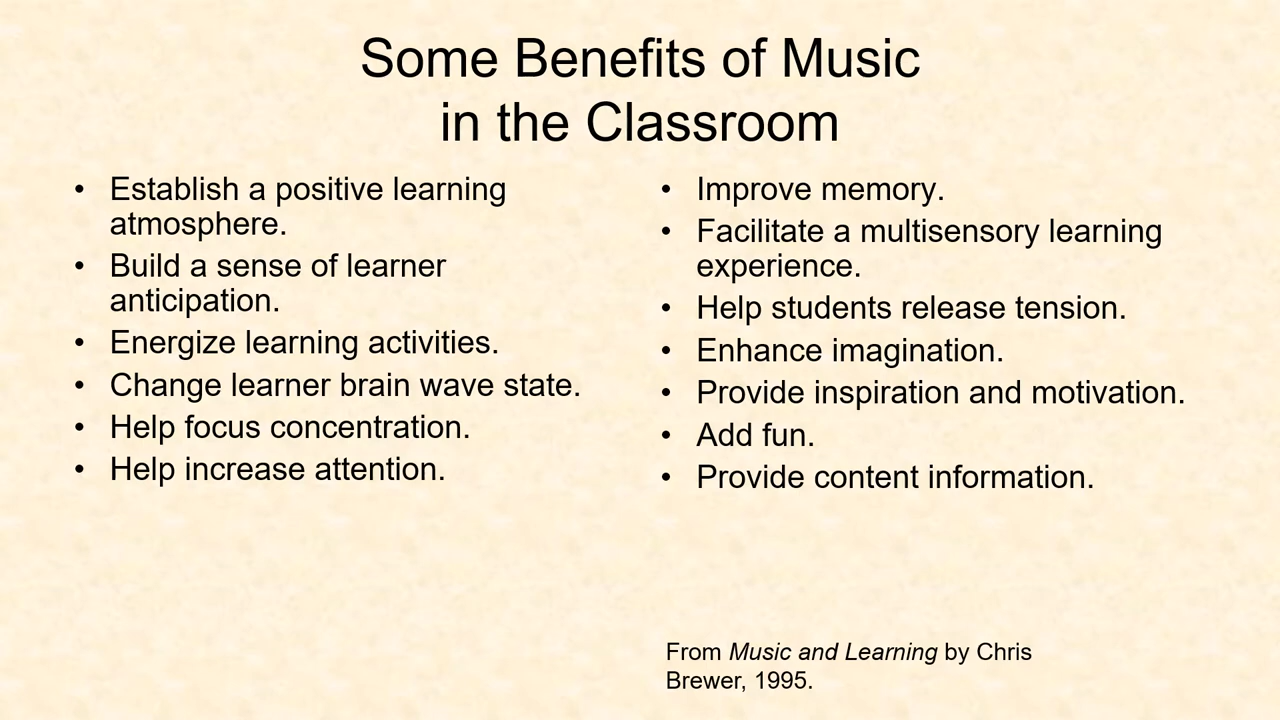 Some Benefits of Music
in the Classroom
• Establish a positive learning
atmosphere.
• Build a sense of learner
anticipation.
• Energize learning activities.
• Change learner brain wave state.
• Help focus concentration.
• Help increase attention.
• Improve memory.
• Facilitate a multisensory learning
experience.
• Help students release tension.
• Enhance imagination.
• Provide inspiration and motivation.
• Add fun.
• Provide content information.
From Music and Learning by Chris
Brewer, 1995.